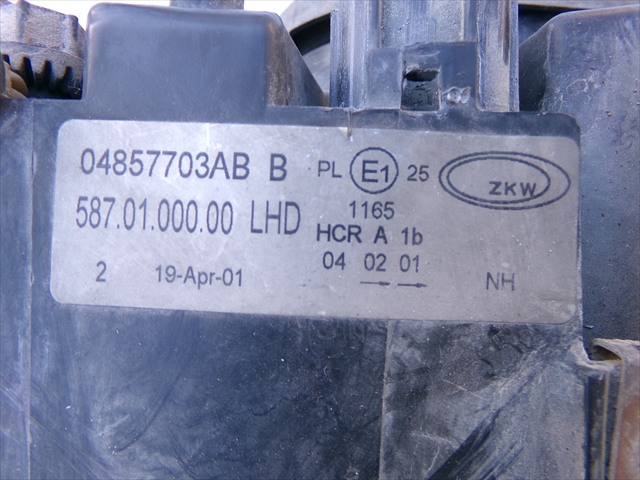 04857703AB B PL E1 25 ZKW
587.01.000.00 LHD 1165
HCR A 1b
2 19-Apr-01 04 02 01 NH
→→